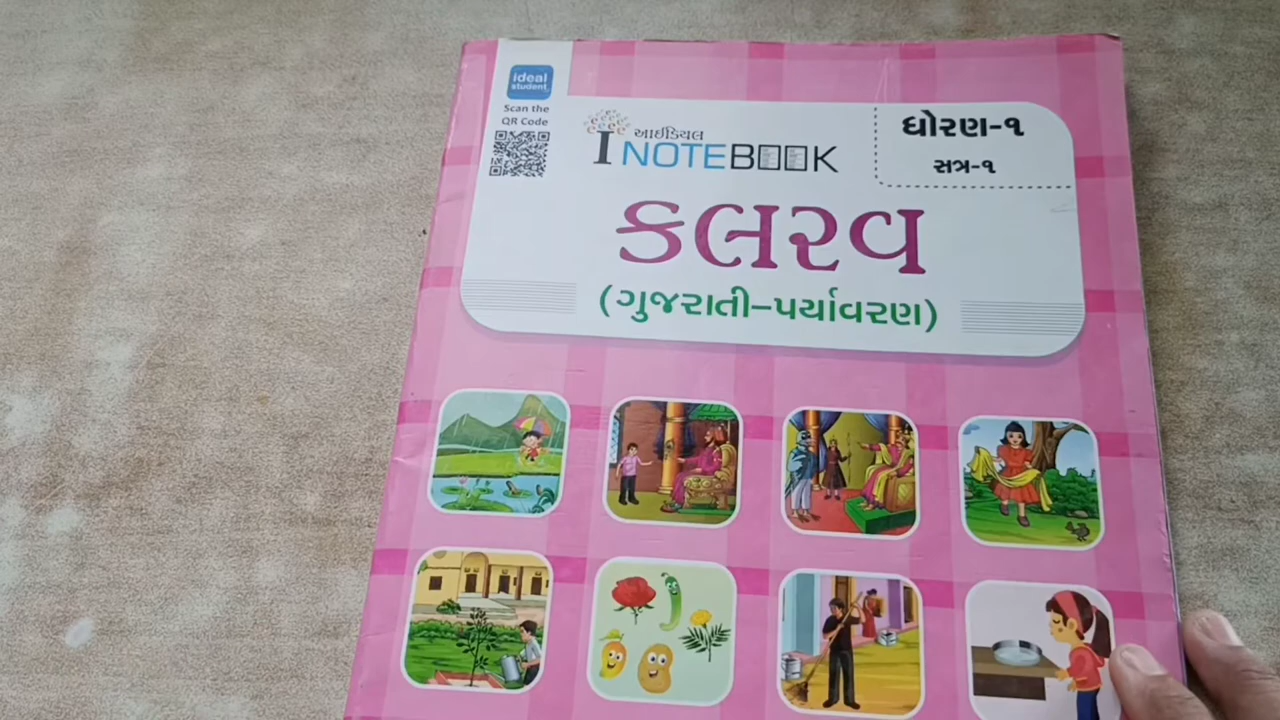 ideal
student
Scan the
QR Code
આઈડિયલ
I NOTEBOOK
ધોરણ-૧
સત્ર-૧
કલરવ
(ગુજરાતી-પર્યાવરણ)